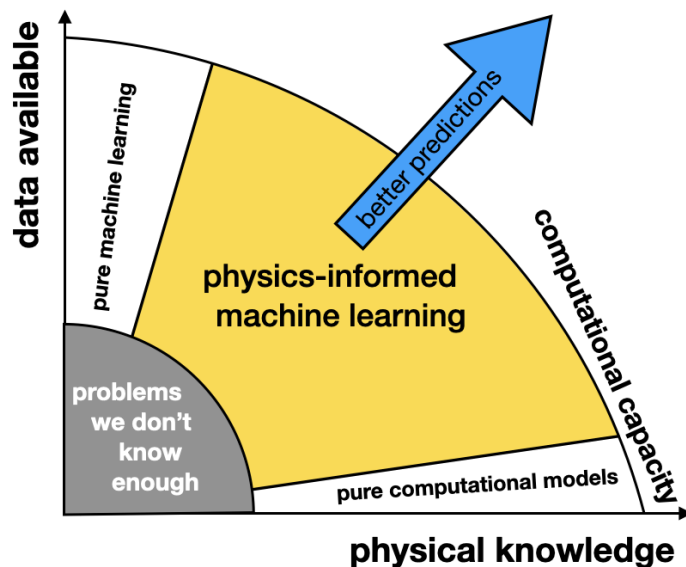 data available
pure machine learning
better predictions
computational capacity
physics-informed
machine learning
problems
we don't
know
enough
pure computational models
physical knowledge